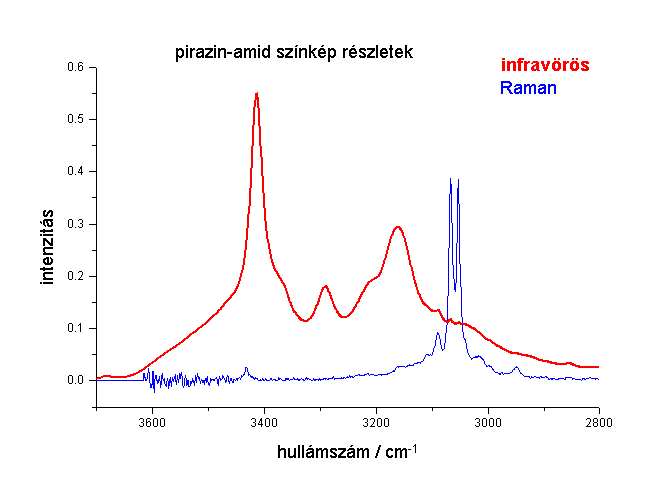 pirazin-amid színkép részletek
infravörös
Raman
0.6
0.5
0.4
0.3
0.2
0.1
0.0
intenzitás
3600 3400 3200 3000 2800
hullámszám / cm⁻¹